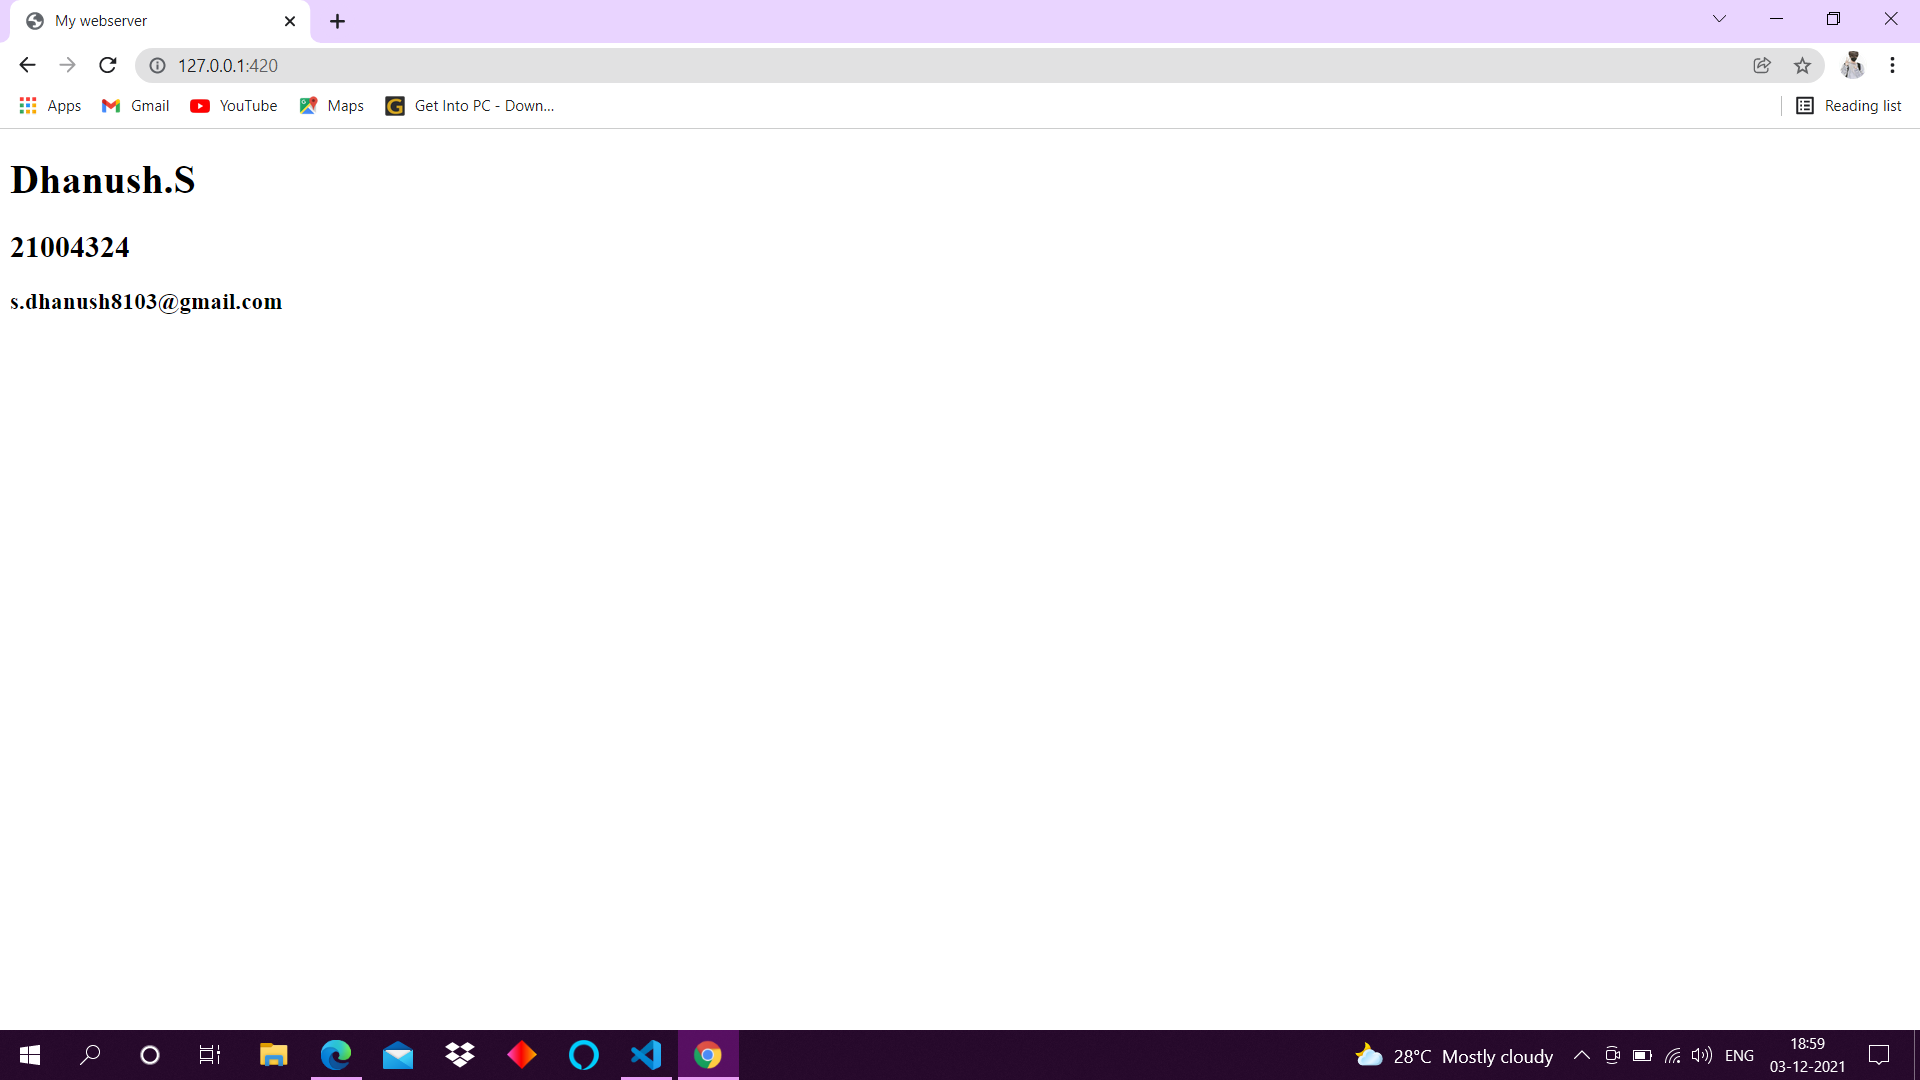 My webserver
127.0.0.1:420
Apps Gmail YouTube Maps Get Into PC - Down... Reading list
Dhanush.S
21004324
s.dhanush8103@gmail.com
28°C Mostly cloudy ENG 18:59
03-12-2021